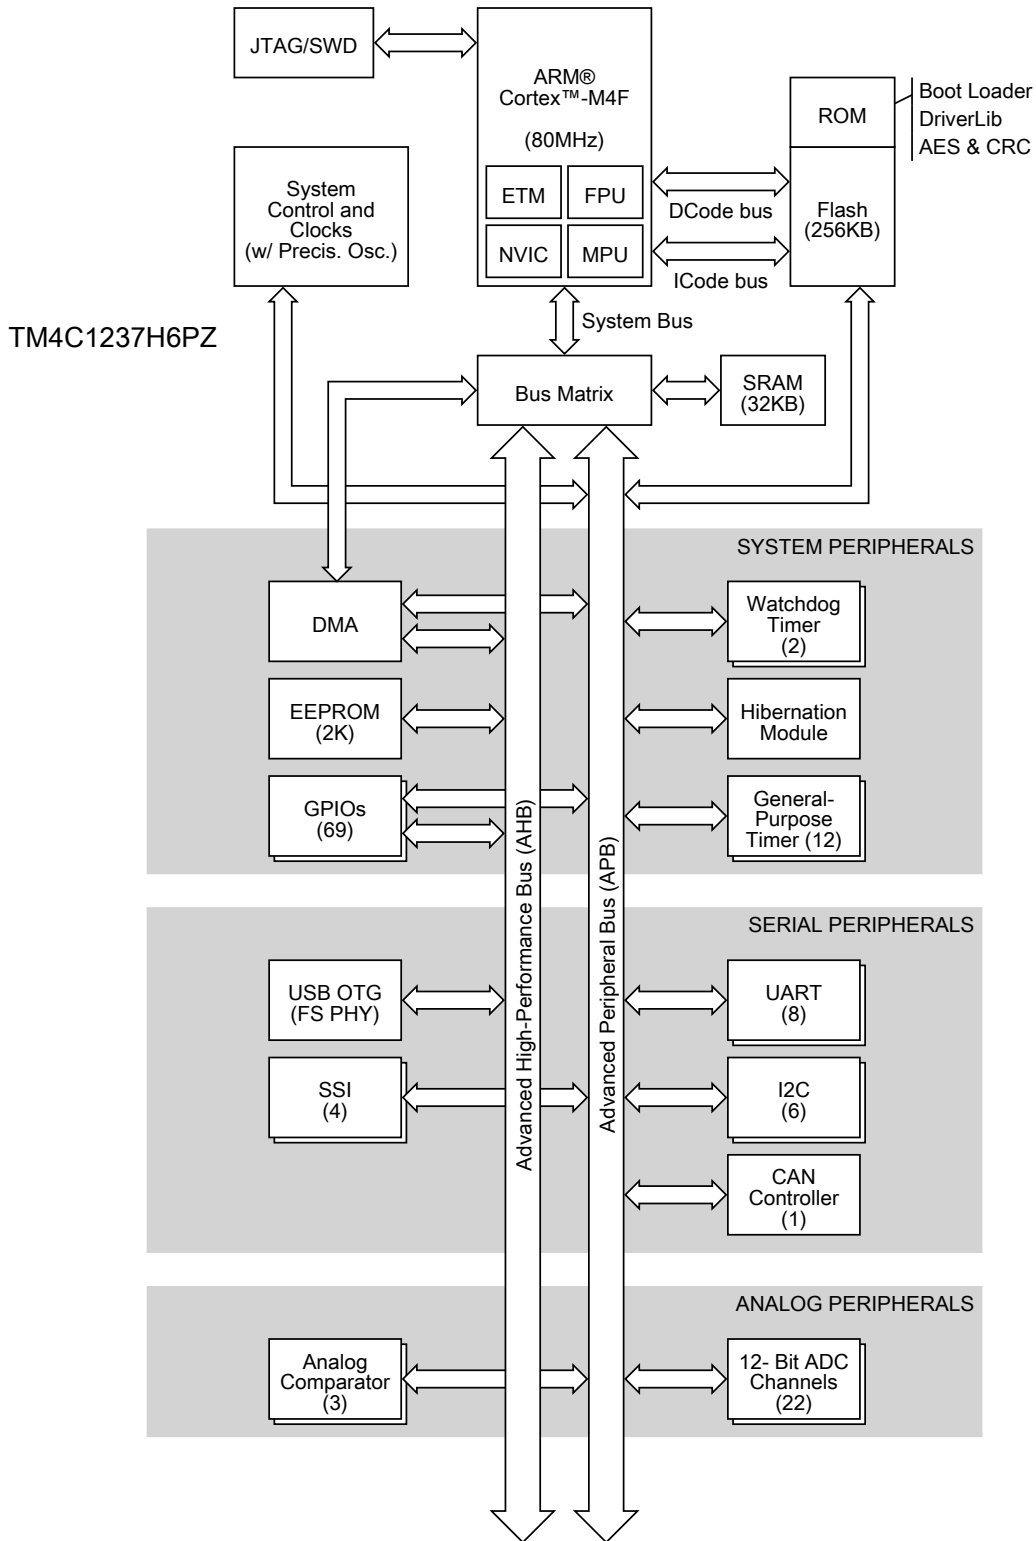 JTAG/SWD
ARM®
Cortex™-M4F
(80MHz)
ETM
FPU
NVIC
MPU
ROM
Boot Loader
DriverLib
AES & CRC
Flash
(256KB)
DCode bus
ICode bus
System
Control and
Clocks
(w/ Precis. Osc.)
TM4C1237H6PZ
System Bus
Bus Matrix
SRAM
(32KB)
SYSTEM PERIPHERALS
DMA
Watchdog
Timer
(2)
EEPROM
(2K)
Hibernation
Module
GPIOs
(69)
General-
Purpose
Timer (12)
Advanced High-Performance Bus (AHB)
Advanced Peripheral Bus (APB)
SERIAL PERIPHERALS
USB OTG
(FS PHY)
UART
(8)
SSI
(4)
I2C
(6)
CAN
Controller
(1)
ANALOG PERIPHERALS
Analog
Comparator
(3)
12- Bit ADC
Channels
(22)